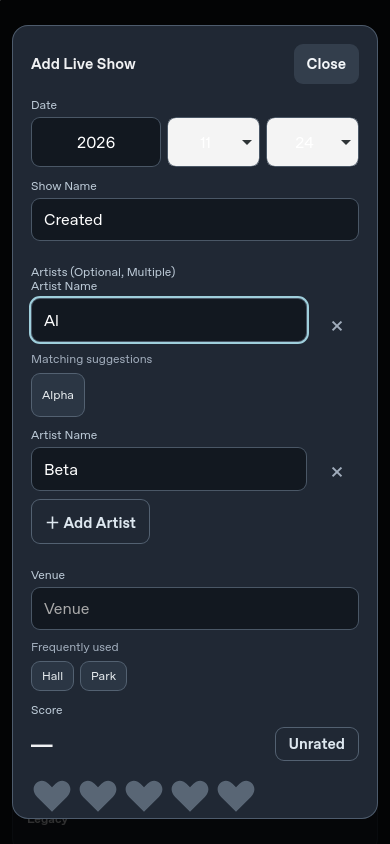 Add Live Show
Close
Date
2026
11
24
Show Name
Created
Artists (Optional, Multiple)
Artist Name
Al
×
Matching suggestions
Alpha
Artist Name
Beta
×
+ Add Artist
Venue
Venue
Frequently used
Hall
Park
Score
—
Unrated
Legacy